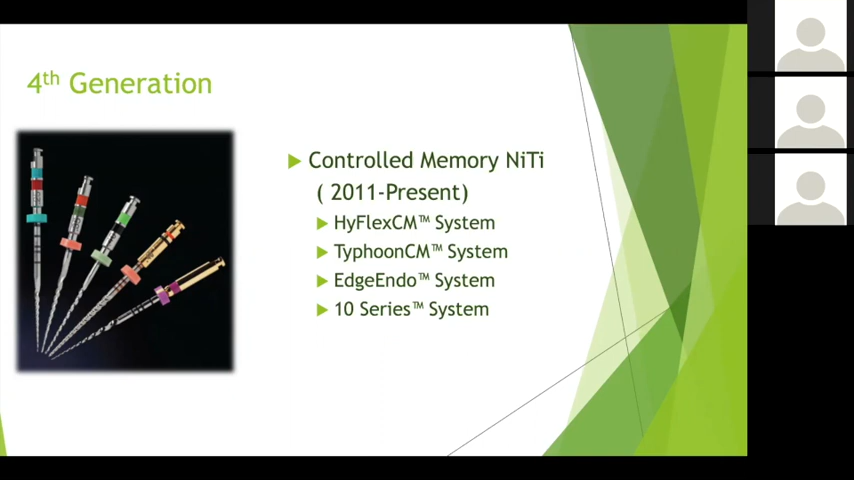 4th Generation
Controlled Memory NiTi
( 2011-Present)
HyFlexCM™ System
TyphoonCM™ System
EdgeEndo™ System
10 Series™ System